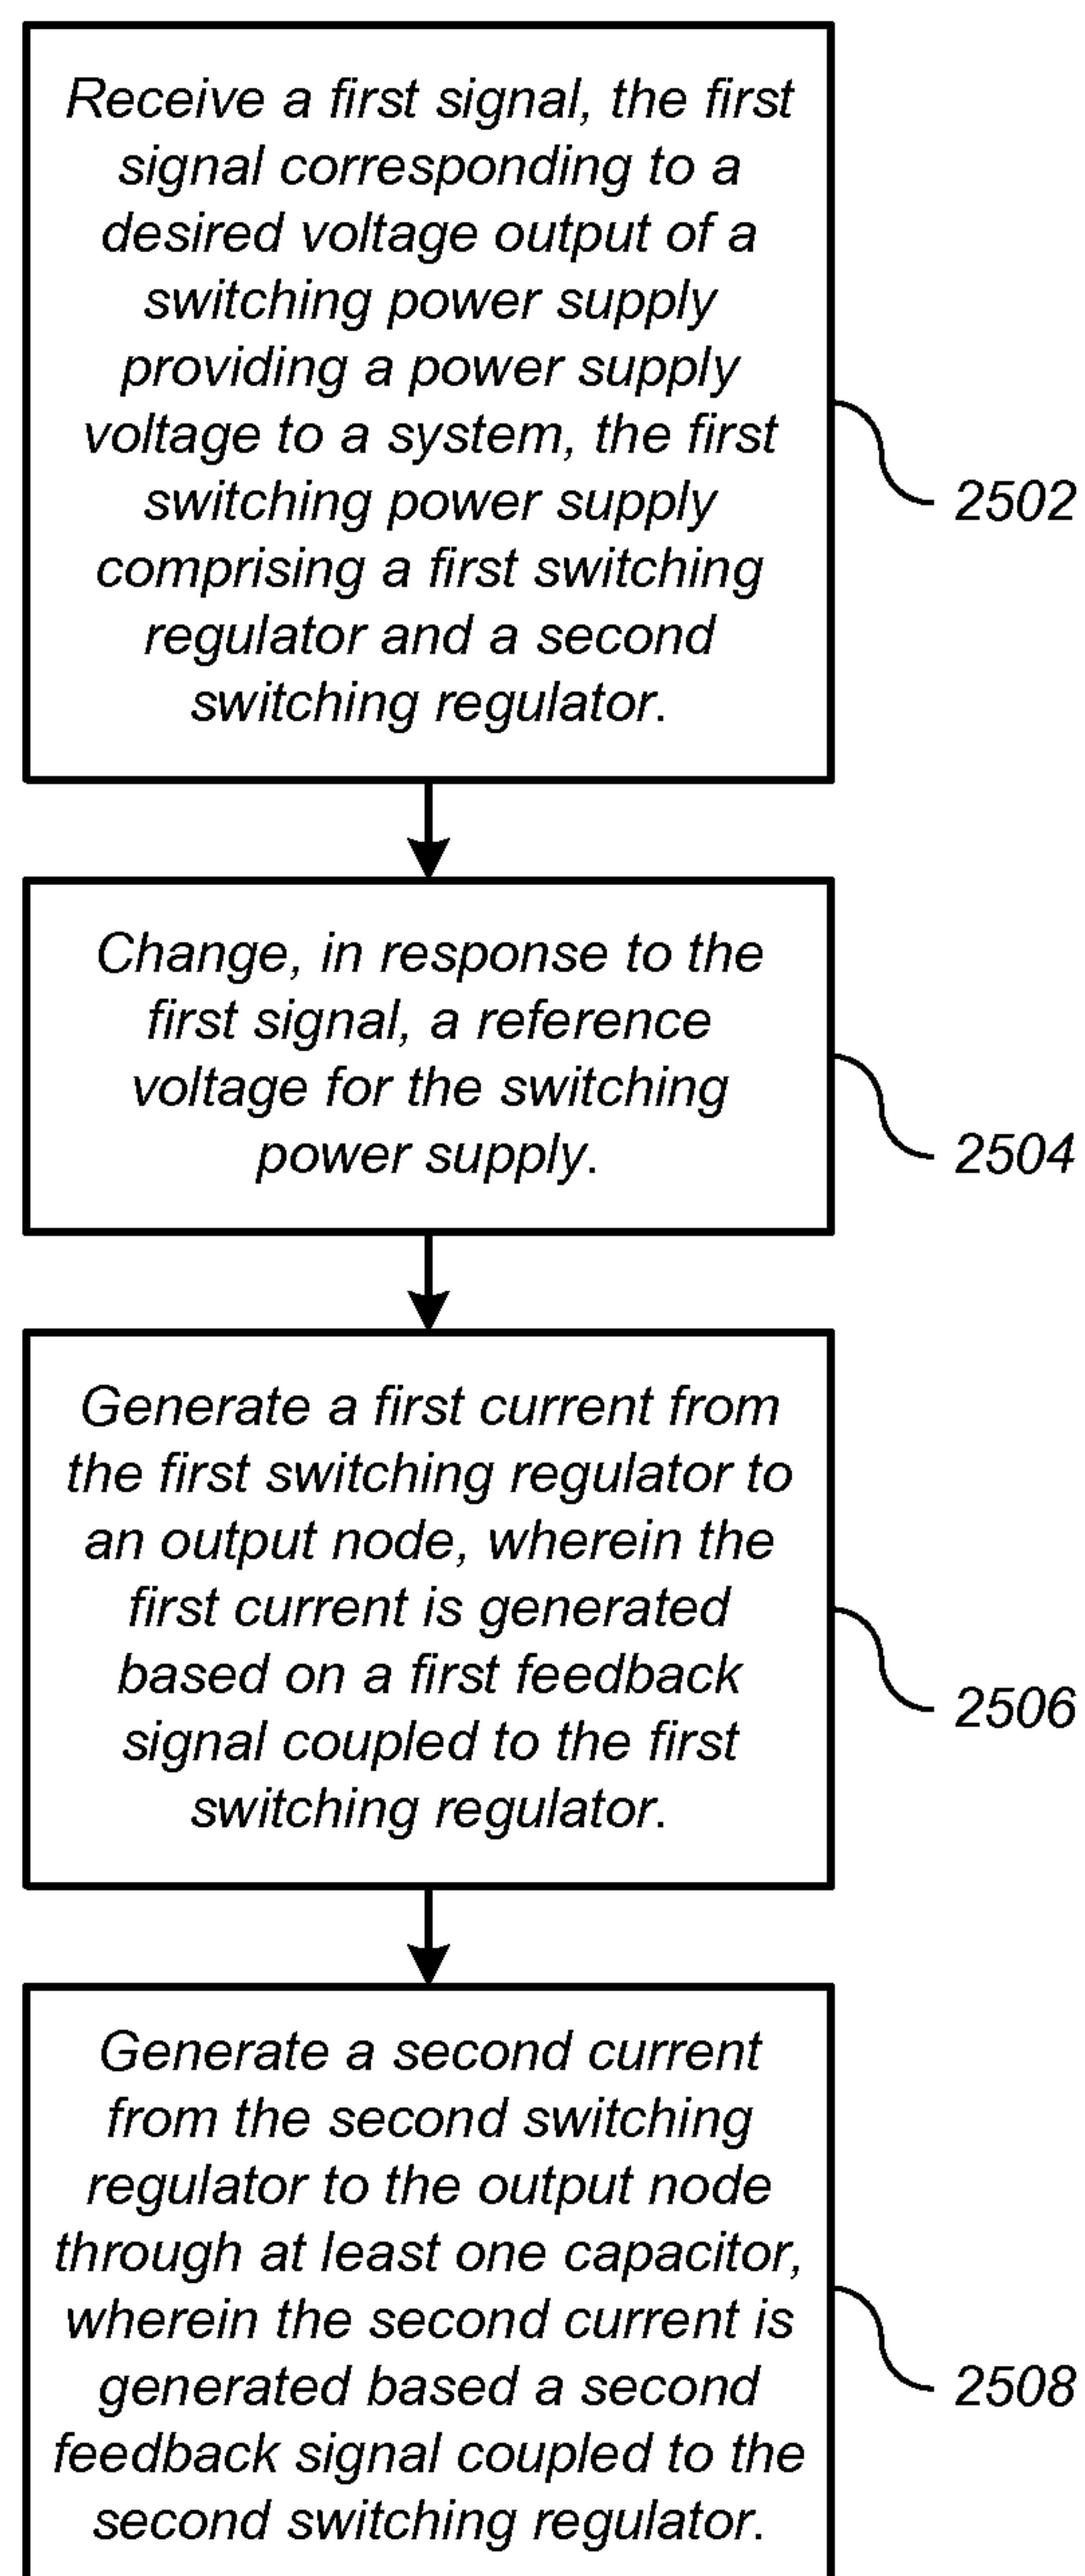 Receive a first signal, the first
signal corresponding to a
desired voltage output of a
switching power supply
providing a power supply
voltage to a system, the first
switching power supply
comprising a first switching
regulator and a second
switching regulator.
2502
Change, in response to the
first signal, a reference
voltage for the switching
power supply.
2504
Generate a first current from
the first switching regulator to
an output node, wherein the
first current is generated
based on a first feedback
signal coupled to the first
switching regulator.
2506
Generate a second current
from the second switching
regulator to the output node
through at least one capacitor,
wherein the second current is
generated based a second
feedback signal coupled to the
second switching regulator.
2508